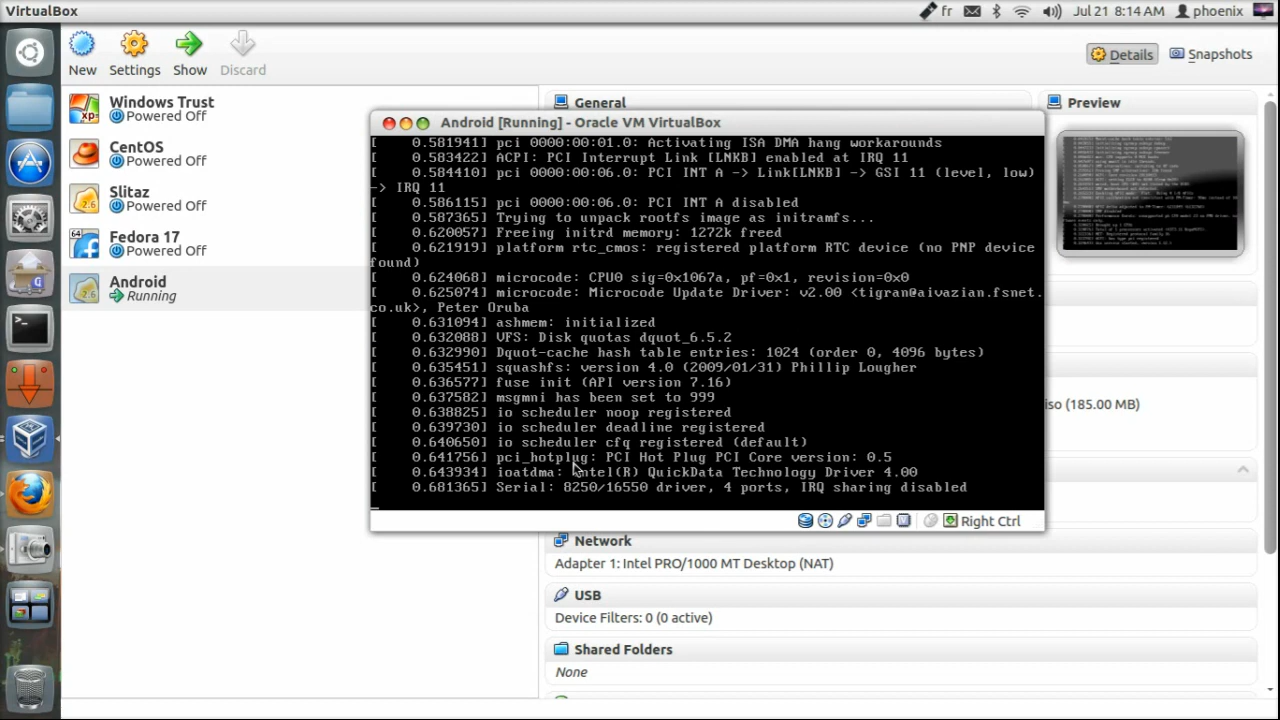 VirtualBox
fr
Jul 21 8:14 AM
phoenix
New
Settings
Show
Discard
Details
Snapshots
Windows Trust
Powered Off
CentOS
Powered Off
Slitaz
Powered Off
Fedora 17
Powered Off
Android
Running
General
Preview
Android [Running] - Oracle VM VirtualBox
[ 0.581341] pci 0000:00:01.0: Activating ISA DMA hang workarounds
ACPI: PCI Interrupt Link [LNKB] enabled at IRQ 11
pci 0000:00:06.0: PCI INT A -> Link[LNKB] -> GSI 11 (level, low)
-> IRQ 11
[ 0.586115] pci 0000:00:06.0: PCI INT A disabled
[ 0.587365] Trying to unpack rootfs image as initramfs...
[ 0.620057] Freeing initrd memory: 1272k freed
platform rtc_cmos: registered platform RTC device (no PNP device
found)
[ 0.624068] microcode: CPU0 sig=0x1067a, pf=0x1, revision=0x0
[ 0.625074] microcode: Microcode Update Driver: v2.00 <tigran@aivazian.fsnet.
co.uk>, Peter Oruba
[ 0.631094] ashmem: initialized
[ 0.632088] VFS: Disk quotas dquot_6.5.2
[ 0.632990] Dquot-cache hash table entries: 1024 (order 0, 4096 bytes)
[ 0.635451] squashfs: version 4.0 (2009/01/31) Phillip Lougher
[ 0.636577] fuse init (API version 7.16)
[ 0.637582] msgmni has been set to 999
[ 0.638825] io scheduler noop registered
[ 0.639730] io scheduler deadline registered
[ 0.640650] io scheduler cfq registered (default)
[ 0.641756] pci_hotplug: PCI Hot Plug PCI Core version: 0.5
[ 0.643934] ioatdma: Intel(R) QuickData Technology Driver 4.00
[ 0.681365] Serial: 8250/16550 driver, 4 ports, IRQ sharing disabled
Right Ctrl
iso (185.00 MB)
Network
Adapter 1: Intel PRO/1000 MT Desktop (NAT)
USB
Device Filters: 0 (0 active)
Shared Folders
None